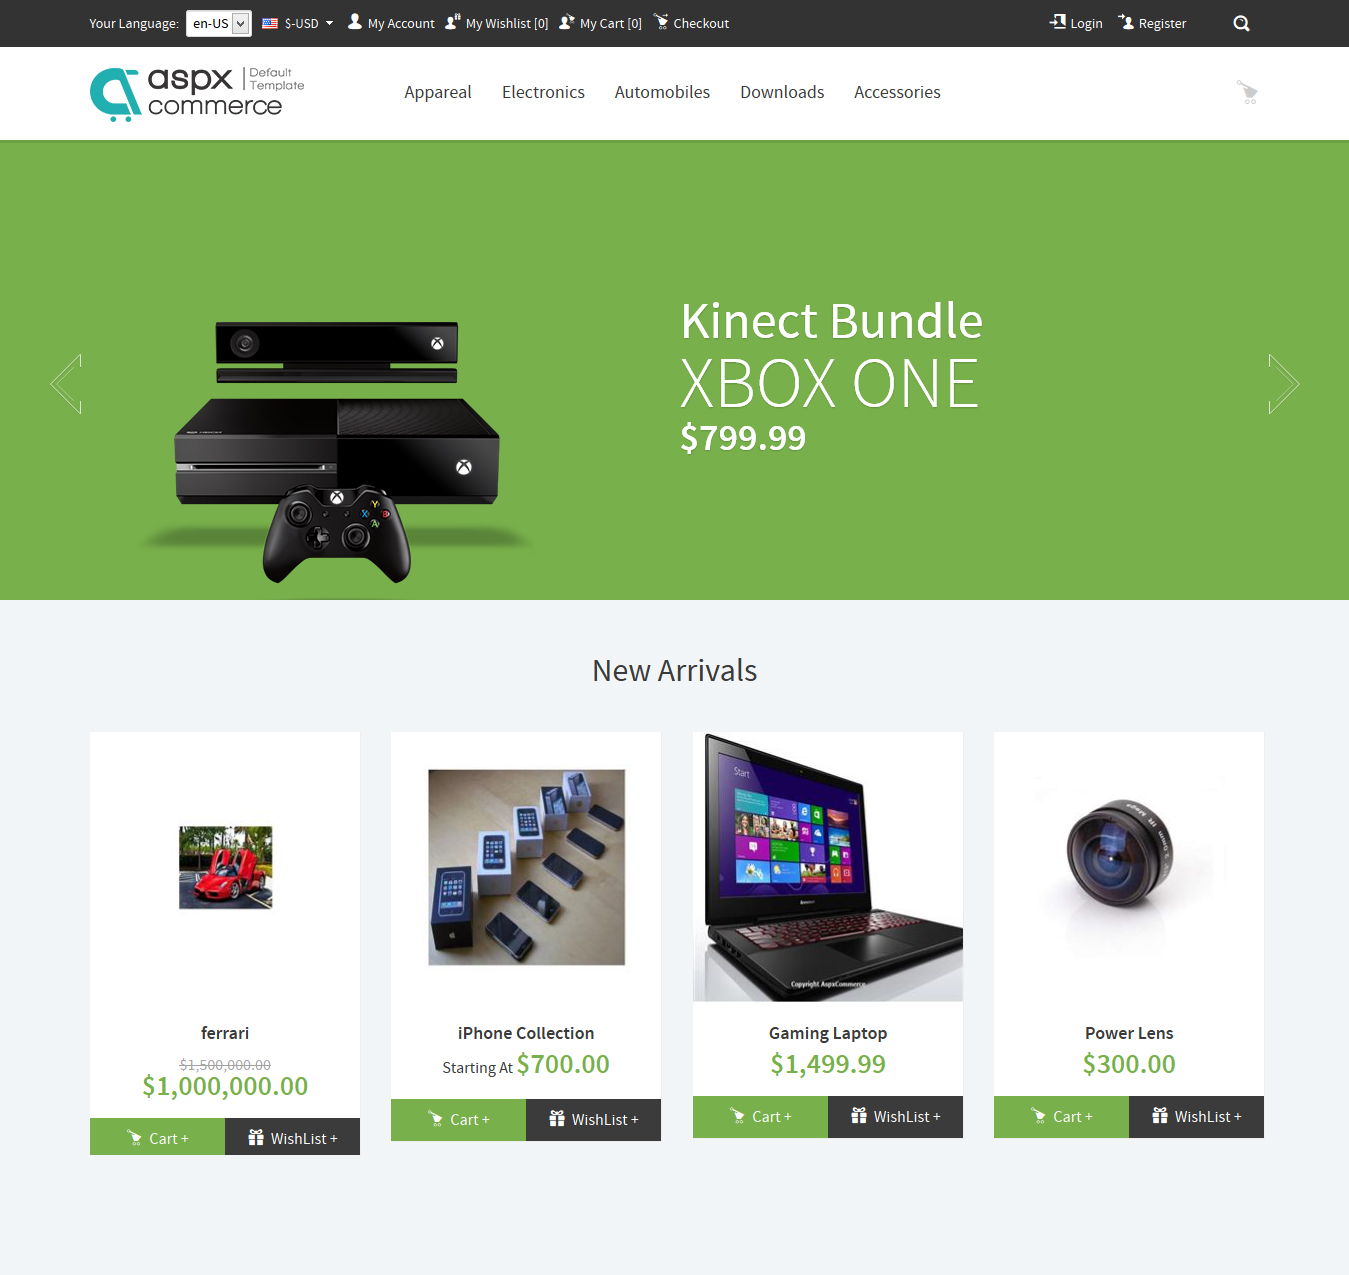 Your Language: en-US $-USD My Account My Wishlist [0] My Cart [0] Checkout Login Register
aspx commerce Default Template
Appareal Electronics Automobiles Downloads Accessories
Kinect Bundle
XBOX ONE
$799.99
New Arrivals
Start
Copyright AspxCommerce
ferrari
$1,500,000.00
$1,000,000.00
Cart + WishList +
iPhone Collection
Starting At $700.00
Cart + WishList +
Gaming Laptop
$1,499.99
Cart + WishList +
Power Lens
$300.00
Cart + WishList +